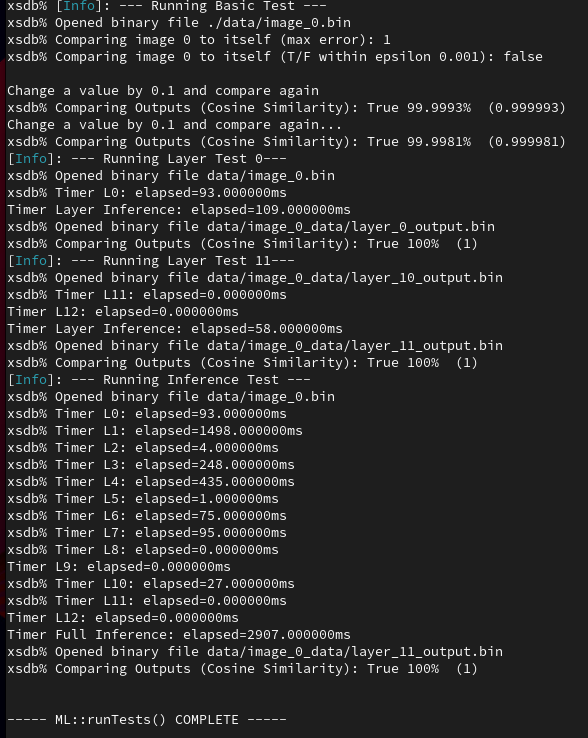 xsdb% [Info]: --- Running Basic Test ---
xsdb% Opened binary file ./data/image_0.bin
xsdb% Comparing image 0 to itself (max error): 1
xsdb% Comparing image 0 to itself (T/F within epsilon 0.001): false
Change a value by 0.1 and compare again
xsdb% Comparing Outputs (Cosine Similarity): True 99.9993%  (0.999993)
Change a value by 0.1 and compare again...
xsdb% Comparing Outputs (Cosine Similarity): True 99.9981%  (0.999981)
[Info]: --- Running Layer Test 0---
xsdb% Opened binary file data/image_0.bin
xsdb% Timer L0: elapsed=93.000000ms
Timer Layer Inference: elapsed=109.000000ms
xsdb% Opened binary file data/image_0_data/layer_0_output.bin
xsdb% Comparing Outputs (Cosine Similarity): True 100%  (1)
[Info]: --- Running Layer Test 11---
xsdb% Opened binary file data/image_0_data/layer_10_output.bin
xsdb% Timer L11: elapsed=0.000000ms
Timer L12: elapsed=0.000000ms
Timer Layer Inference: elapsed=58.000000ms
xsdb% Opened binary file data/image_0_data/layer_11_output.bin
xsdb% Comparing Outputs (Cosine Similarity): True 100%  (1)
[Info]: --- Running Inference Test ---
xsdb% Opened binary file data/image_0.bin
xsdb% Timer L0: elapsed=93.000000ms
xsdb% Timer L1: elapsed=1498.000000ms
xsdb% Timer L2: elapsed=4.000000ms
xsdb% Timer L3: elapsed=248.000000ms
xsdb% Timer L4: elapsed=435.000000ms
xsdb% Timer L5: elapsed=1.000000ms
xsdb% Timer L6: elapsed=75.000000ms
xsdb% Timer L7: elapsed=95.000000ms
xsdb% Timer L8: elapsed=0.000000ms
Timer L9: elapsed=0.000000ms
xsdb% Timer L10: elapsed=27.000000ms
xsdb% Timer L11: elapsed=0.000000ms
Timer L12: elapsed=0.000000ms
Timer Full Inference: elapsed=2907.000000ms
xsdb% Opened binary file data/image_0_data/layer_11_output.bin
xsdb% Comparing Outputs (Cosine Similarity): True 100%  (1)
----- ML::runTests() COMPLETE -----